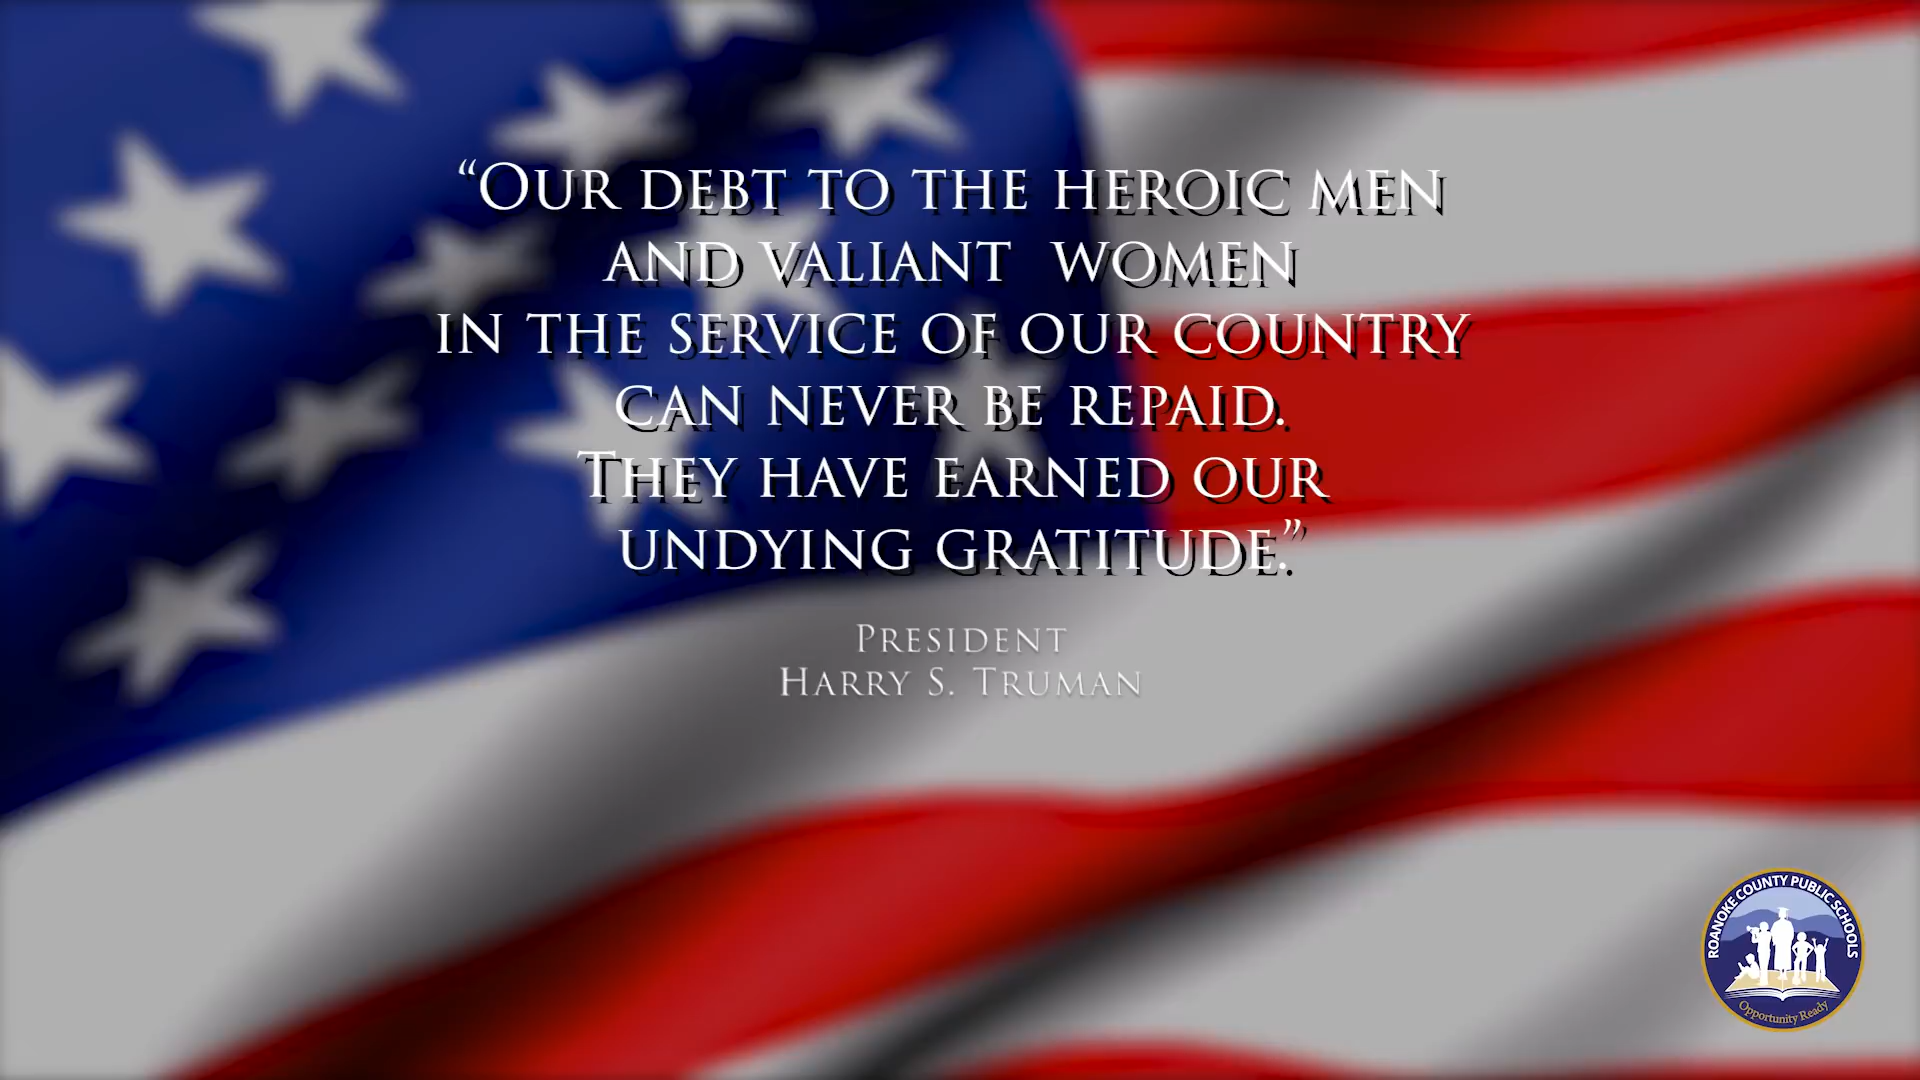 “Our debt to the heroic men
and valiant women
in the service of our country
can never be repaid.
They have earned our
undying gratitude.”
President
Harry S. Truman
ROANOKE COUNTY PUBLIC SCHOOLS
Opportunity Ready